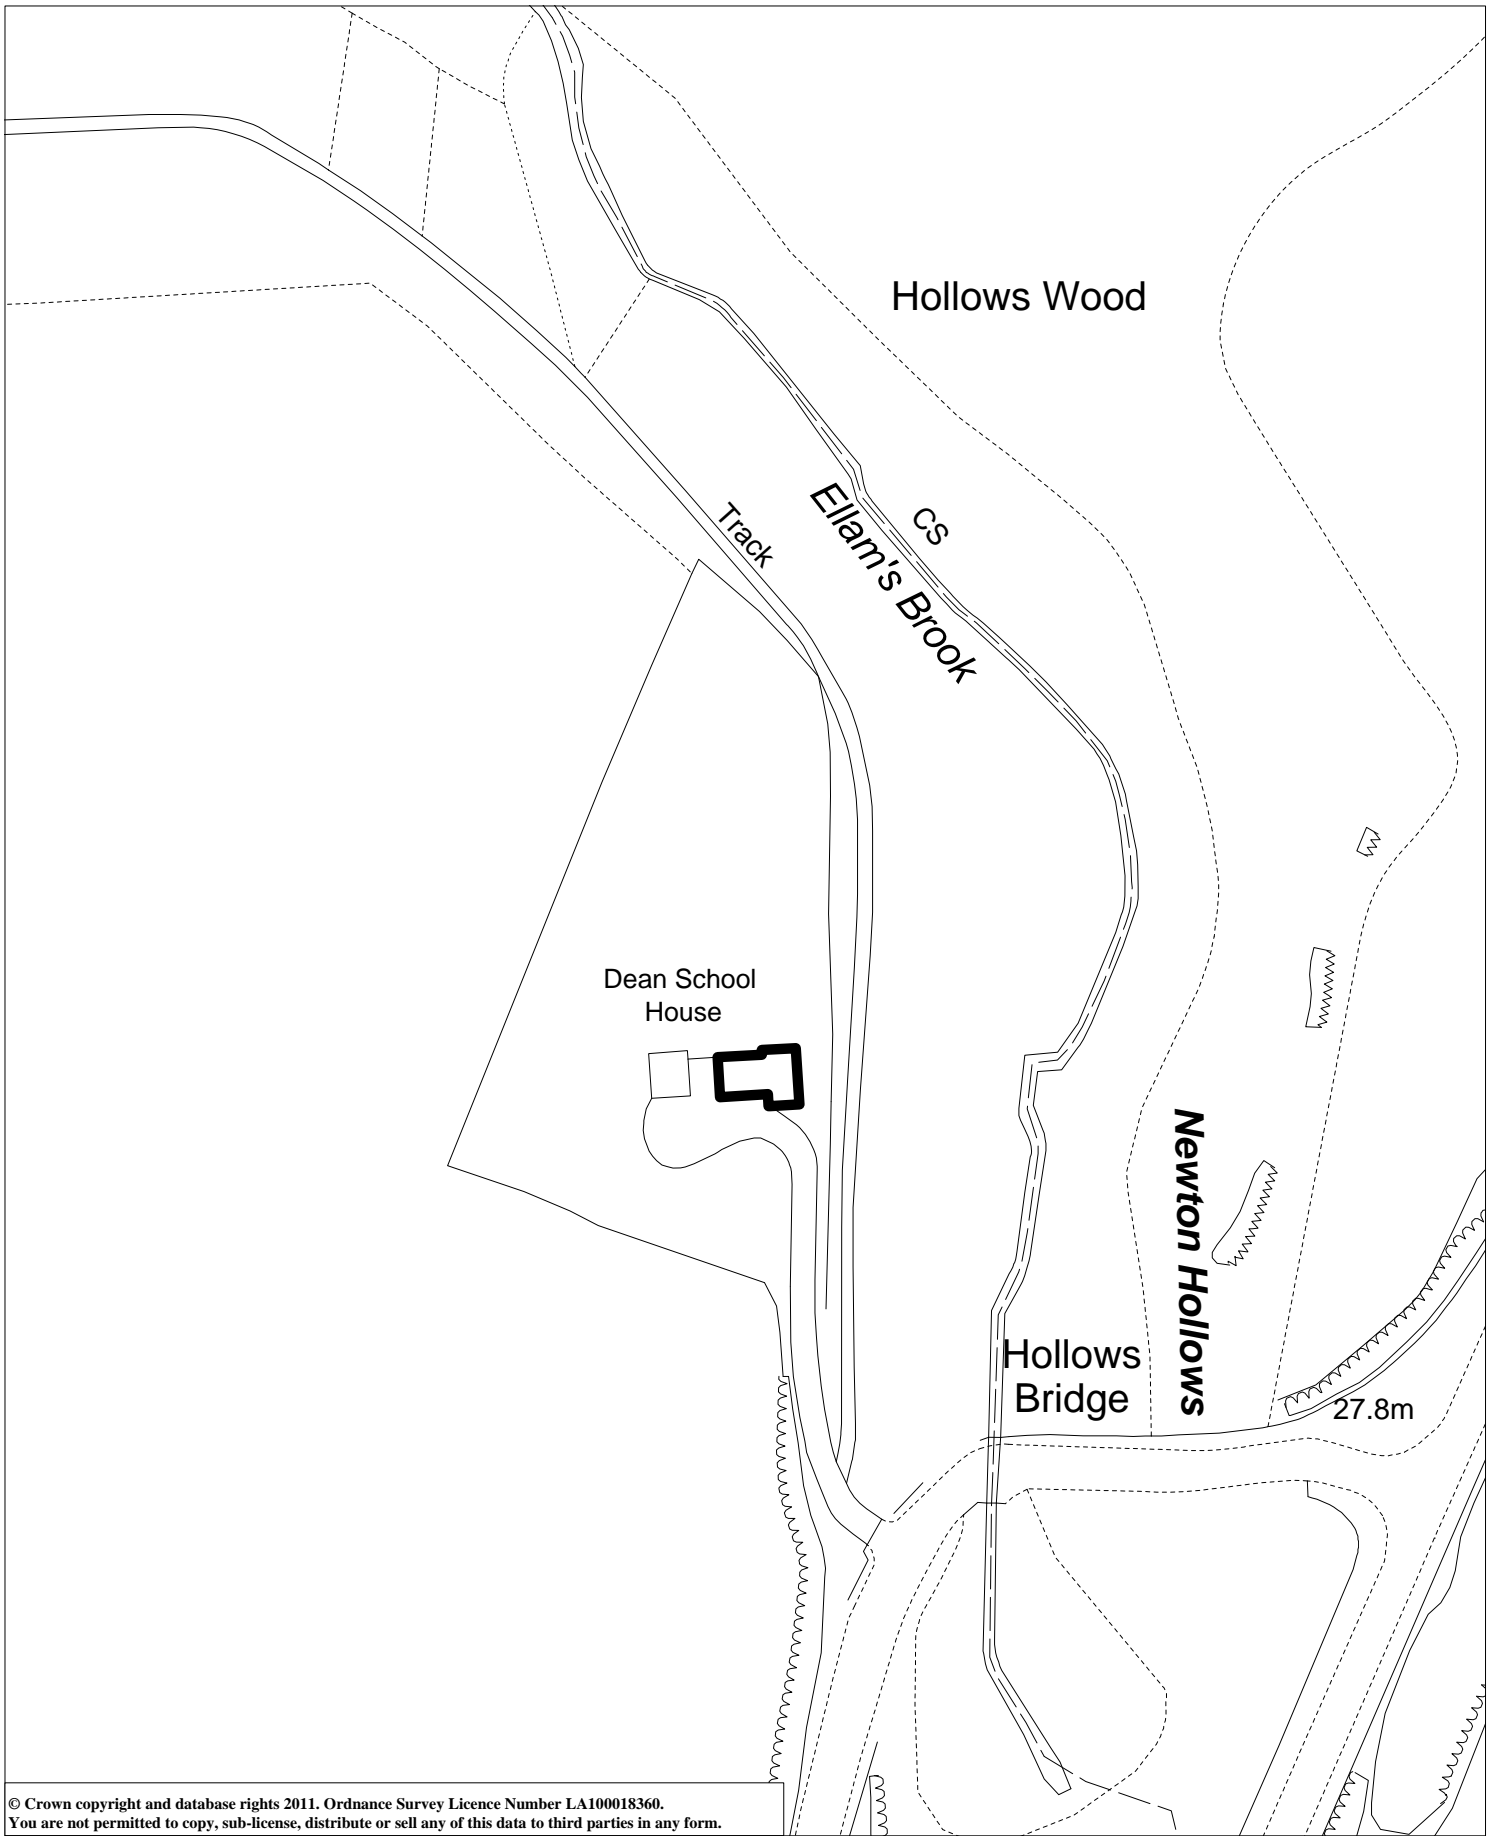 Hollows Wood
Track
CS
Ellam's Brook
Dean School
House
Newton Hollows
Hollows
Bridge
27.8m
© Crown copyright and database rights 2011. Ordnance Survey Licence Number LA100018360.
You are not permitted to copy, sub-license, distribute or sell any of this data to third parties in any form.